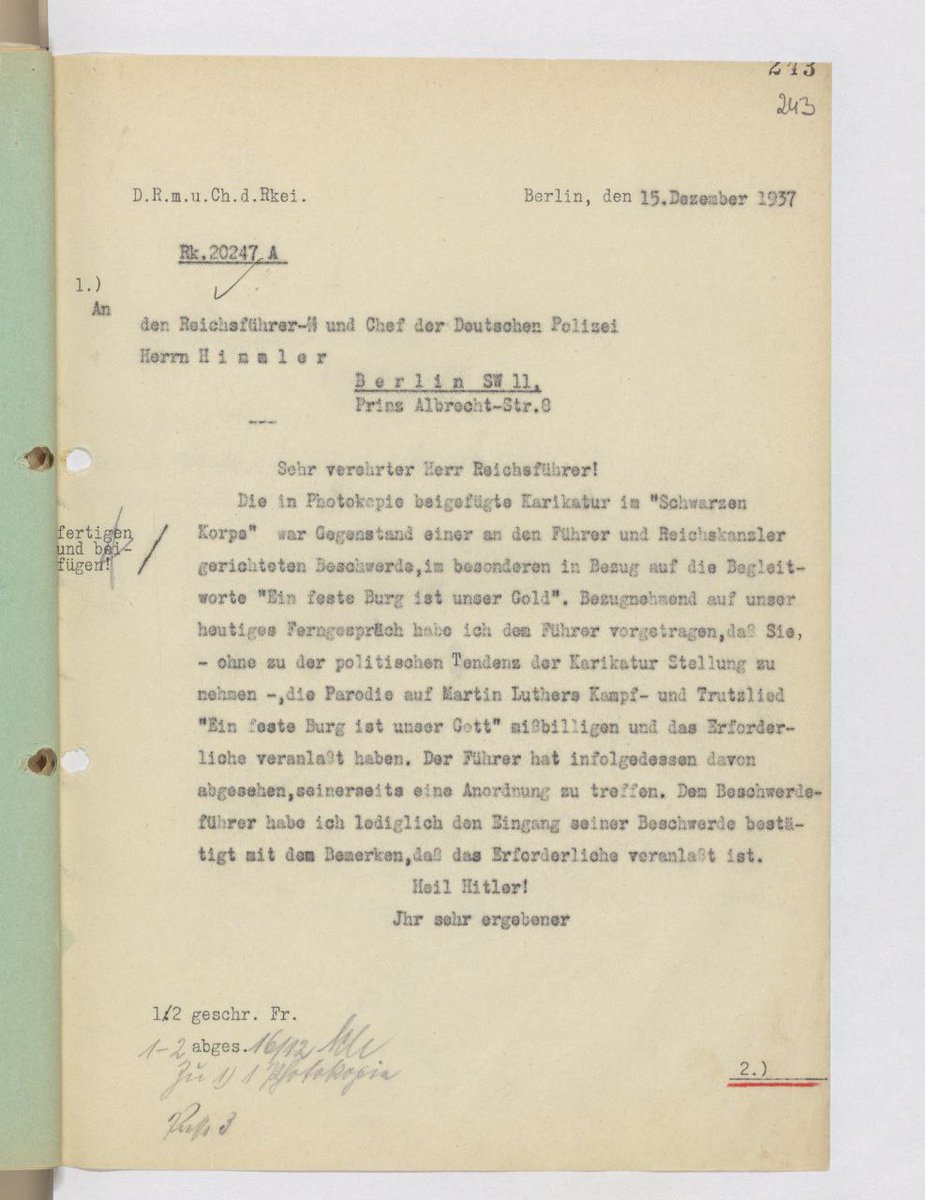 243
243
D.R.m.u.Ch.d.Rkei.
Berlin, den 15.Dezember 1937
Rk.20247 A
1.)
An
den Reichsführer-SS und Chef der Deutschen Polizei
Herrn H i m m l e r
B e r l i n  SW 11.
Prinz Albrecht-Str.8
Sehr verehrter Herr Reichsführer!
Die in Photokopie beigefügte Karikatur im "Schwarzen
fertigen
und bei-
fügen!
Korps" war Gegenstand einer an den Führer und Reichskanzler
gerichteten Beschwerde,im besonderen in Bezug auf die Begleit-
worte "Ein feste Burg ist unser Gold". Bezugnehmend auf unser
heutiges Ferngespräch habe ich dem Führer vorgetragen,daß Sie,
- ohne zu der politischen Tendenz der Karikatur Stellung zu
nehmen -,die Parodie auf Martin Luthers Kampf- und Trutzlied
"Ein feste Burg ist unser Gott" mißbilligen und das Erforder-
liche veranlaßt haben. Der Führer hat infolgedessen davon
abgesehen,seinerseits eine Anordnung zu treffen. Dem Beschwerde-
führer habe ich lediglich den Eingang seiner Beschwerde bestä-
tigt mit dem Bemerken,daß das Erforderliche veranlaßt ist.
Heil Hitler!
Jhr sehr ergebener
1/2 geschr. Fr.
1-2 abges. 16/12
Zu 1) 1 Photokopie
2.)